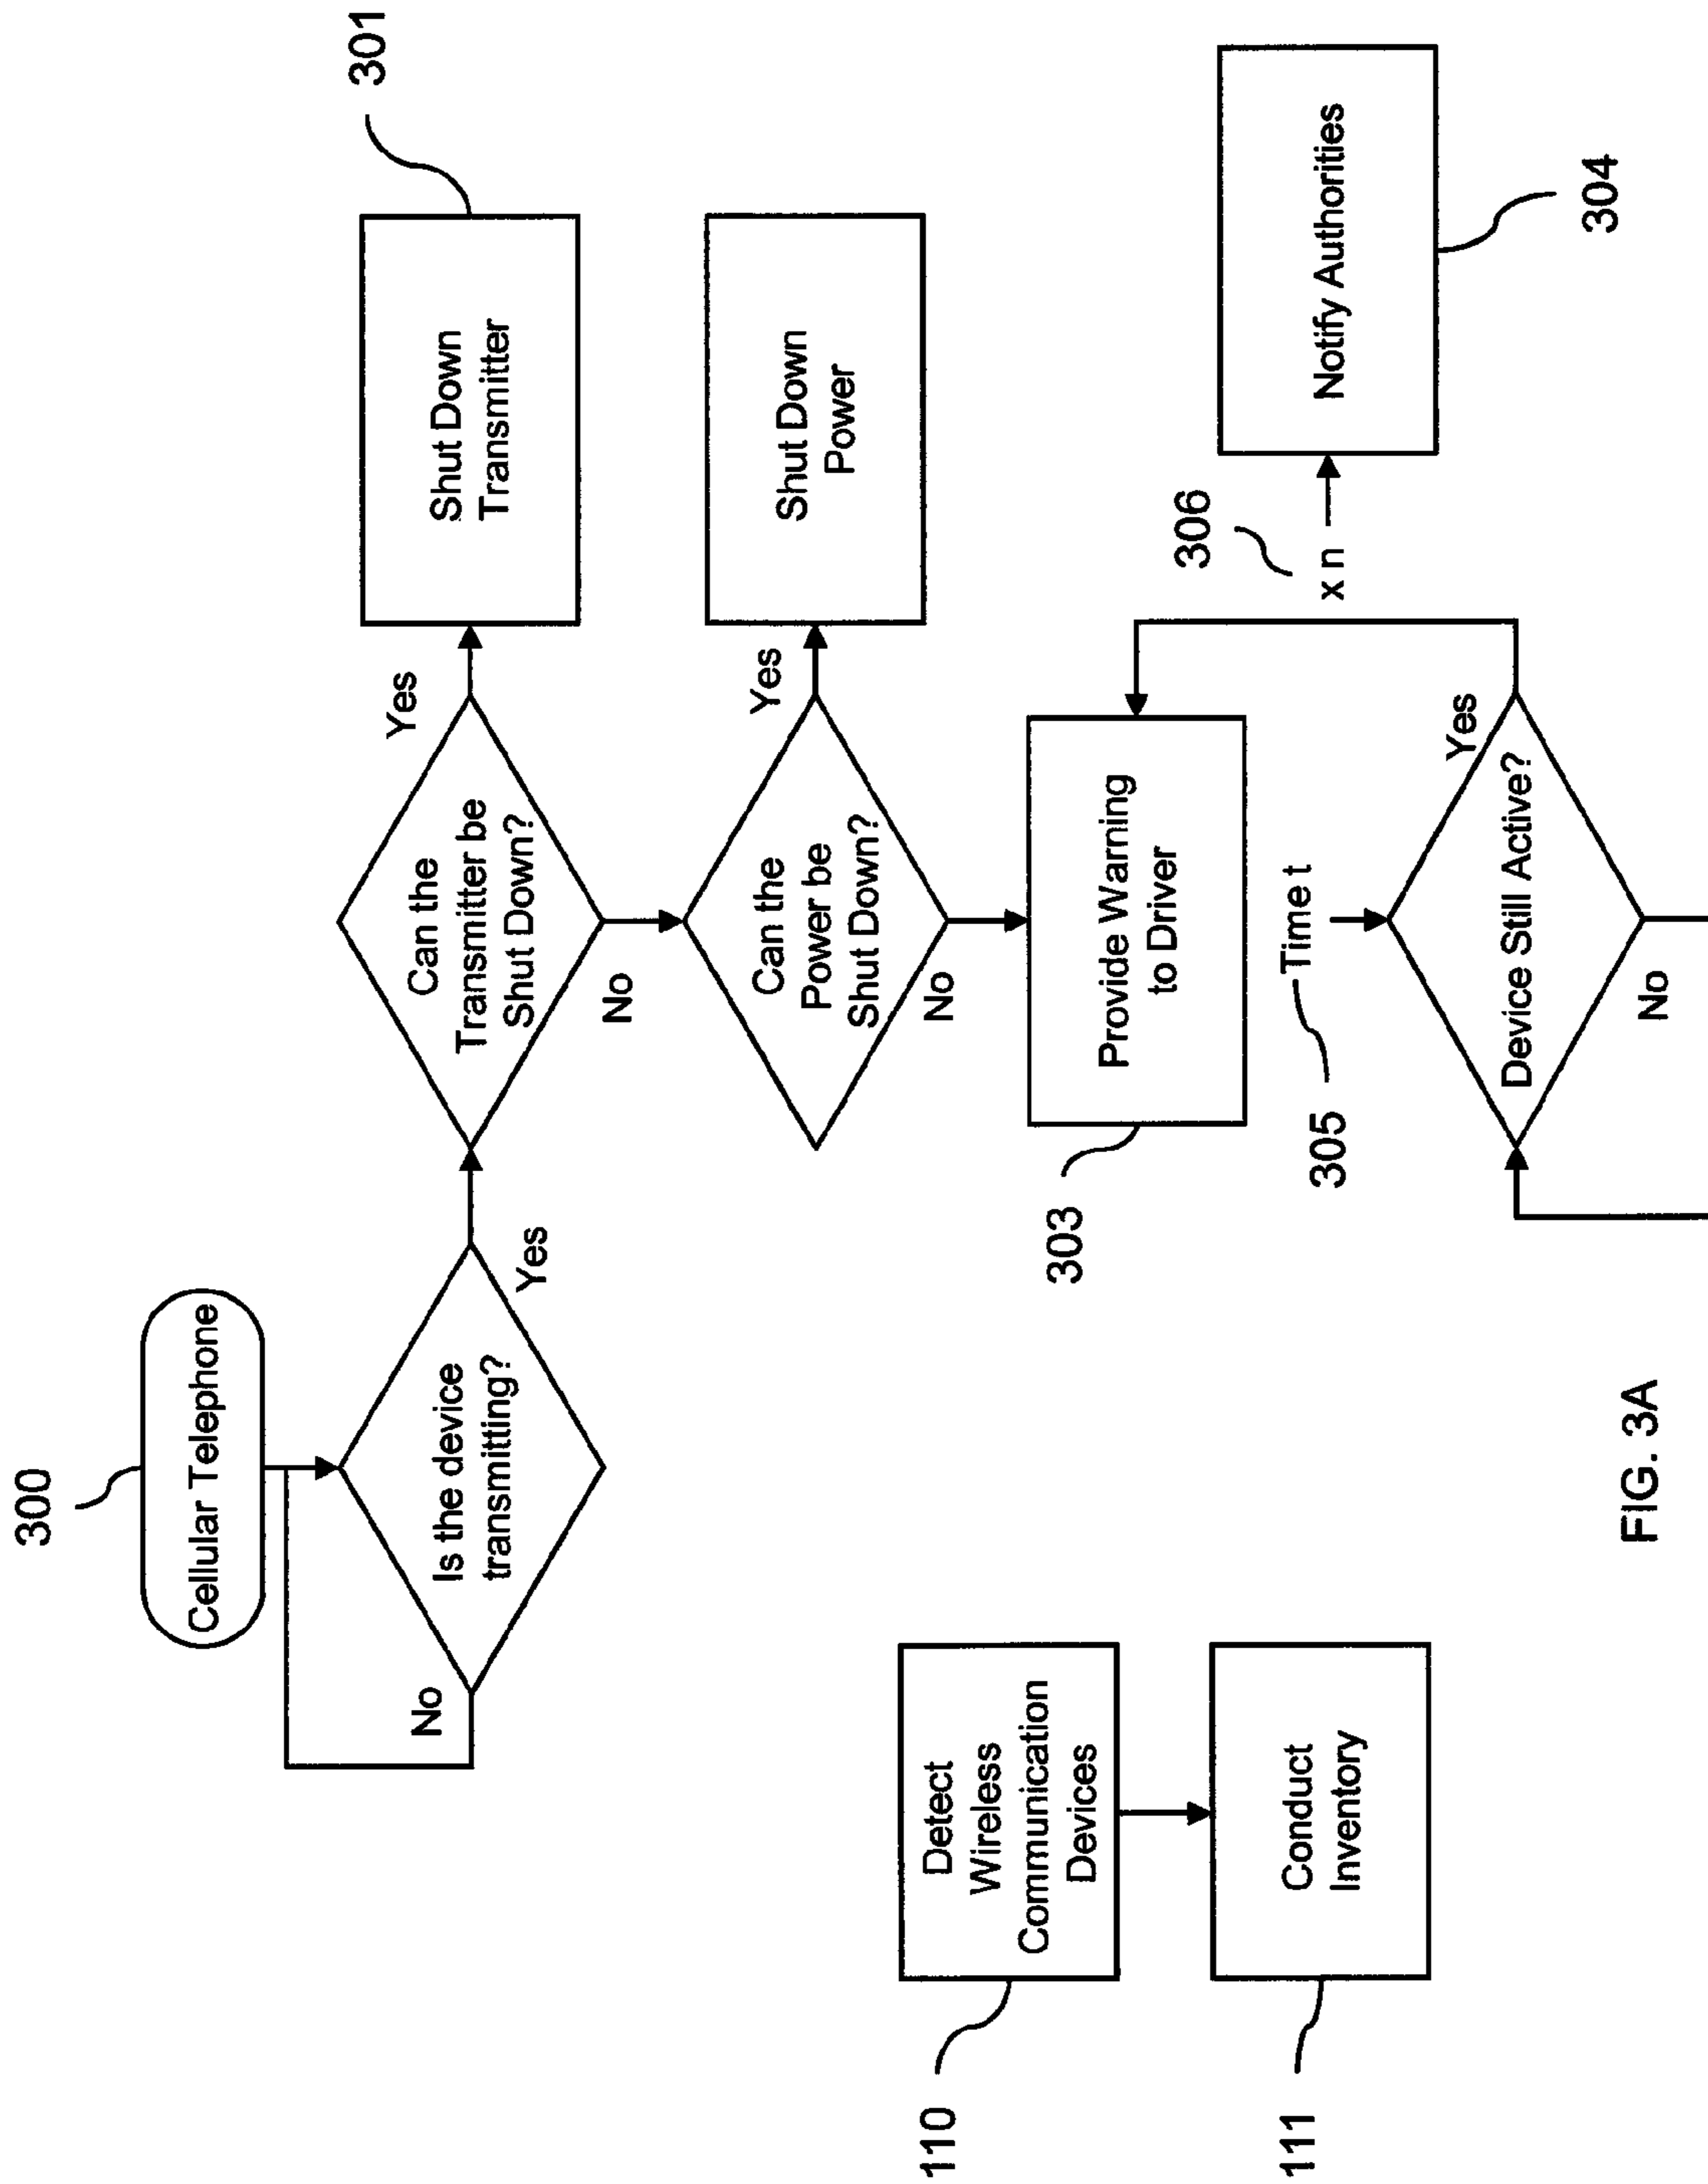 300
Cellular Telephone
Is the device
transmitting?
No
Yes
Can the
Transmitter be
Shut Down?
Yes
No
Shut Down
Transmitter
301
Can the
Power be
Shut Down?
Yes
No
Shut Down
Power
Provide Warning
to Driver
303
305
Time t
Device Still Active?
Yes
No
306
x n
Notify Authorities
304
110
Detect
Wireless
Communication
Devices
111
Conduct
Inventory
FIG. 3A